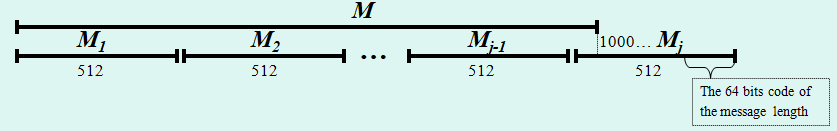 M
M1 M2 ... Mj-1 1000... Mj
512 512 512 512
The 64 bits code of
the message length